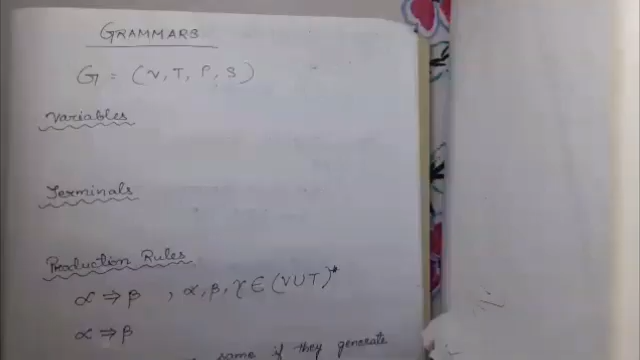 GRAMMARS
G = (V, T, P, S)
Variables
Terminals
Production Rules
α ⇒ β , α, β, γ ∈ (V∪T)*
α ⇒ β
same if they generate